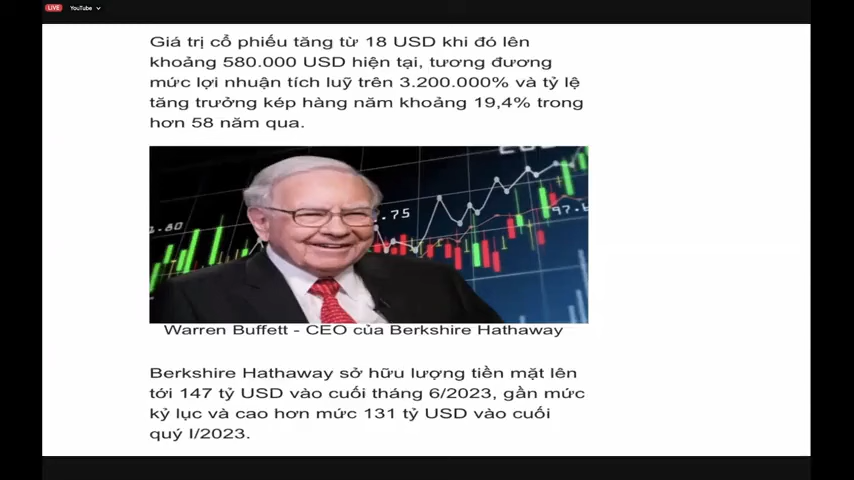 LIVE YouTube
Giá trị cổ phiếu tăng từ 18 USD khi đó lên
khoảng 580.000 USD hiện tại, tương đương
mức lợi nhuận tích luỹ trên 3.200.000% và tỷ lệ
tăng trưởng kép hàng năm khoảng 19,4% trong
hơn 58 năm qua.
.80
.75
97.
Warren Buffett - CEO của Berkshire Hathaway
Berkshire Hathaway sở hữu lượng tiền mặt lên
tới 147 tỷ USD vào cuối tháng 6/2023, gần mức
kỷ lục và cao hơn mức 131 tỷ USD vào cuối
quý I/2023.